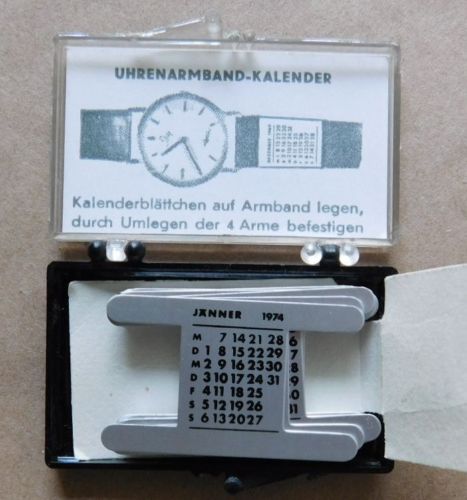 UHRENARMBAND-KALENDER
Kalenderblättchen auf Armband legen,
durch Umlegen der 4 Arme befestigen
JÄNNER 1974
M 7 14 21 28
D 1 8 15 22 29
M 2 9 16 23 30
D 3 10 17 24 31
F 4 11 18 25
S 5 12 19 26
S 6 13 20 27